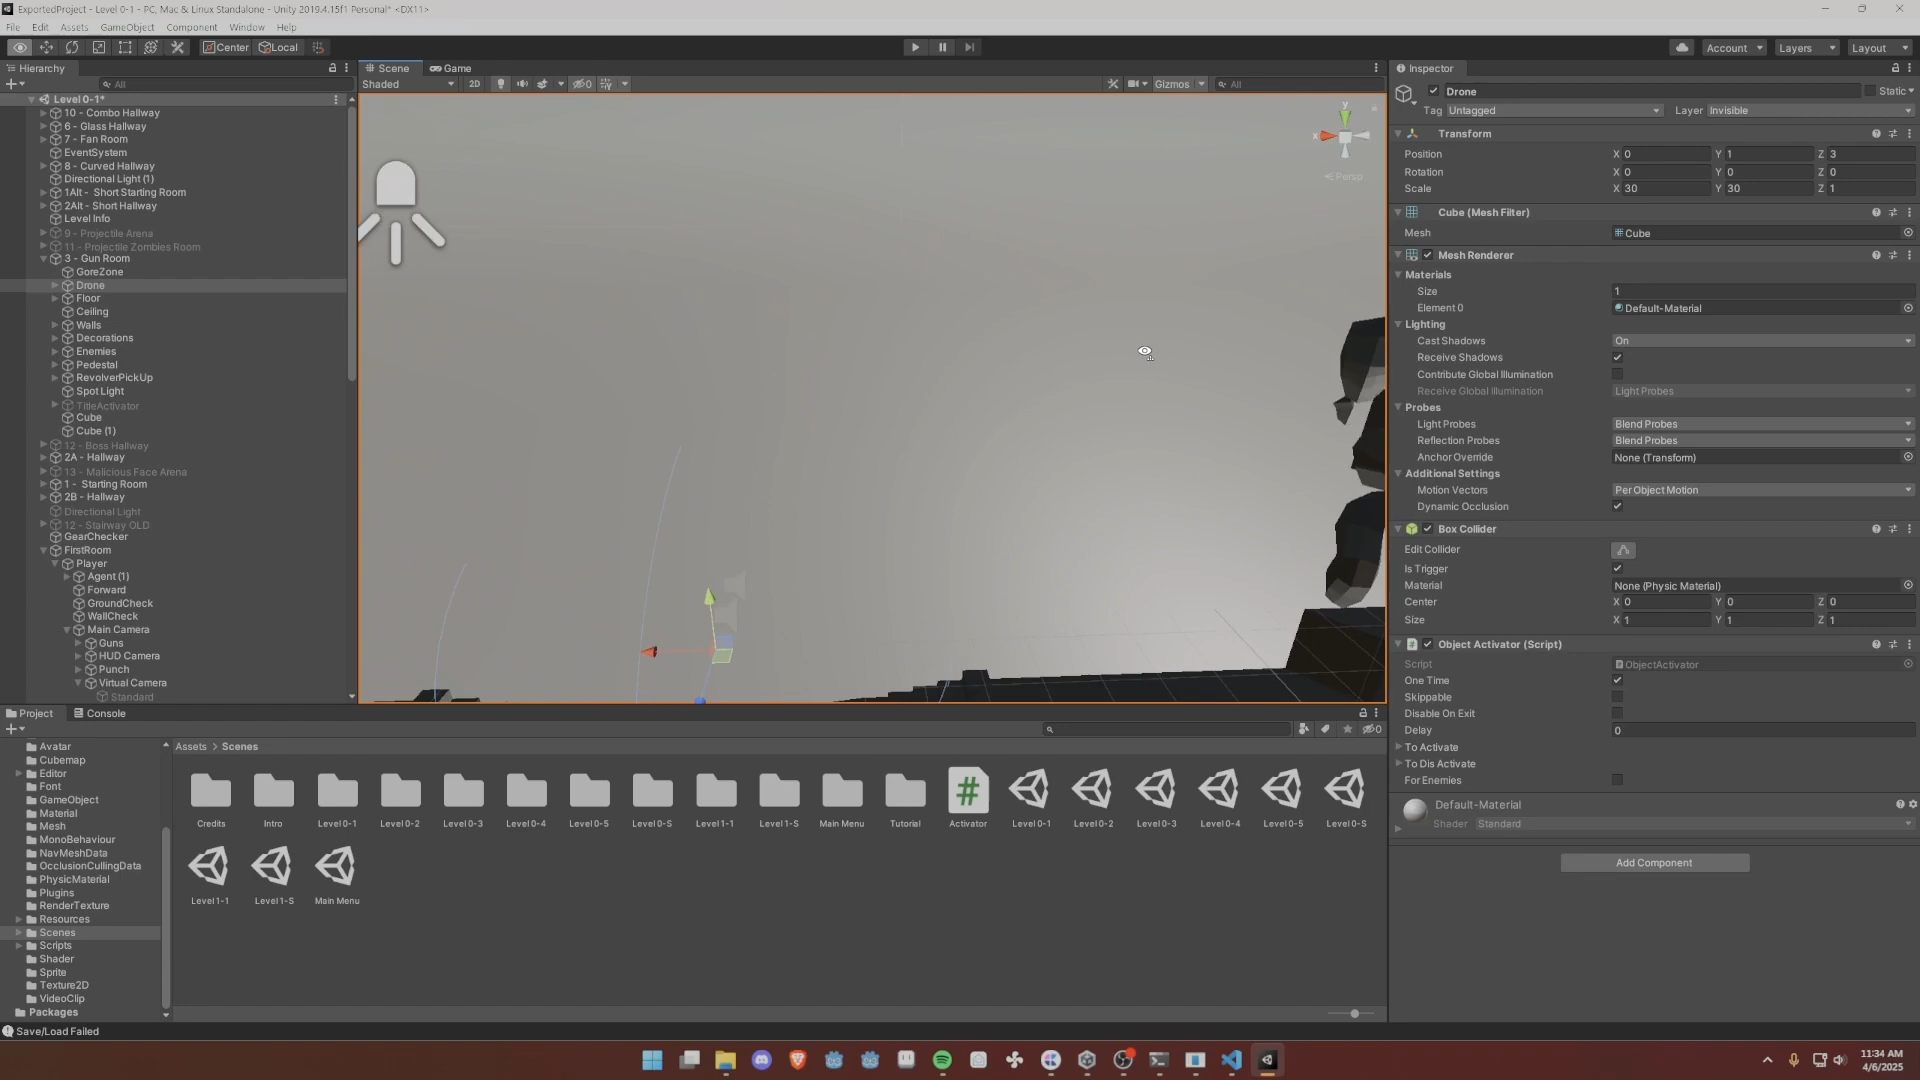 ExportedProject - Level 0-1 - PC, Mac & Linux Standalone - Unity 2019.4.15f1 Personal* <DX11>
File Edit Assets GameObject Component Window Help
Center Local Account Layers Layout
Hierarchy
All
Level 0-1*
10 - Combo Hallway
6 - Glass Hallway
7 - Fan Room
EventSystem
8 - Curved Hallway
Directional Light (1)
1Alt - Short Starting Room
2Alt - Short Hallway
Level Info
9 - Projectile Arena
11 - Projectile Zombies Room
3 - Gun Room
GoreZone
Drone
Floor
Ceiling
Walls
Decorations
Enemies
Pedestal
RevolverPickUp
Spot Light
TitleActivator
Cube
Cube (1)
12 - Boss Hallway
2A - Hallway
13 - Malicious Face Arena
1 - Starting Room
2B - Hallway
Directional Light
12 - Stairway OLD
GearChecker
FirstRoom
Player
Agent (1)
Forward
GroundCheck
WallCheck
Main Camera
Guns
HUD Camera
Punch
Virtual Camera
Standard
Scene Game
Shaded 2D 0 Gizmos All
y
x
Persp
Inspector
Drone Static
Tag Untagged Layer Invisible
Transform
Position X 0 Y 1 Z 3
Rotation X 0 Y 0 Z 0
Scale X 30 Y 30 Z 1
Cube (Mesh Filter)
Mesh Cube
Mesh Renderer
Materials
Size 1
Element 0 Default-Material
Lighting
Cast Shadows On
Receive Shadows
Contribute Global Illumination
Receive Global Illumination Light Probes
Probes
Light Probes Blend Probes
Reflection Probes Blend Probes
Anchor Override None (Transform)
Additional Settings
Motion Vectors Per Object Motion
Dynamic Occlusion
Box Collider
Edit Collider
Is Trigger
Material None (Physic Material)
Center X 0 Y 0 Z 0
Size X 1 Y 1 Z 1
Object Activator (Script)
Script ObjectActivator
One Time
Skippable
Disable On Exit
Delay 0
To Activate
To Dis Activate
For Enemies
Default-Material
Shader Standard
Add Component
Project Console
0
Avatar
Cubemap
Editor
Font
GameObject
Material
Mesh
MonoBehaviour
NavMeshData
OcclusionCullingData
PhysicMaterial
Plugins
RenderTexture
Resources
Scenes
Scripts
Shader
Sprite
Texture2D
VideoClip
Packages
Assets > Scenes
#
Credits Intro Level 0-1 Level 0-2 Level 0-3 Level 0-4 Level 0-5 Level 0-S Level 1-1 Level 1-S Main Menu Tutorial Activator Level 0-1 Level 0-2 Level 0-3 Level 0-4 Level 0-5 Level 0-S
Level 1-1 Level 1-S Main Menu
Save/Load Failed
11:34 AM
4/6/2025